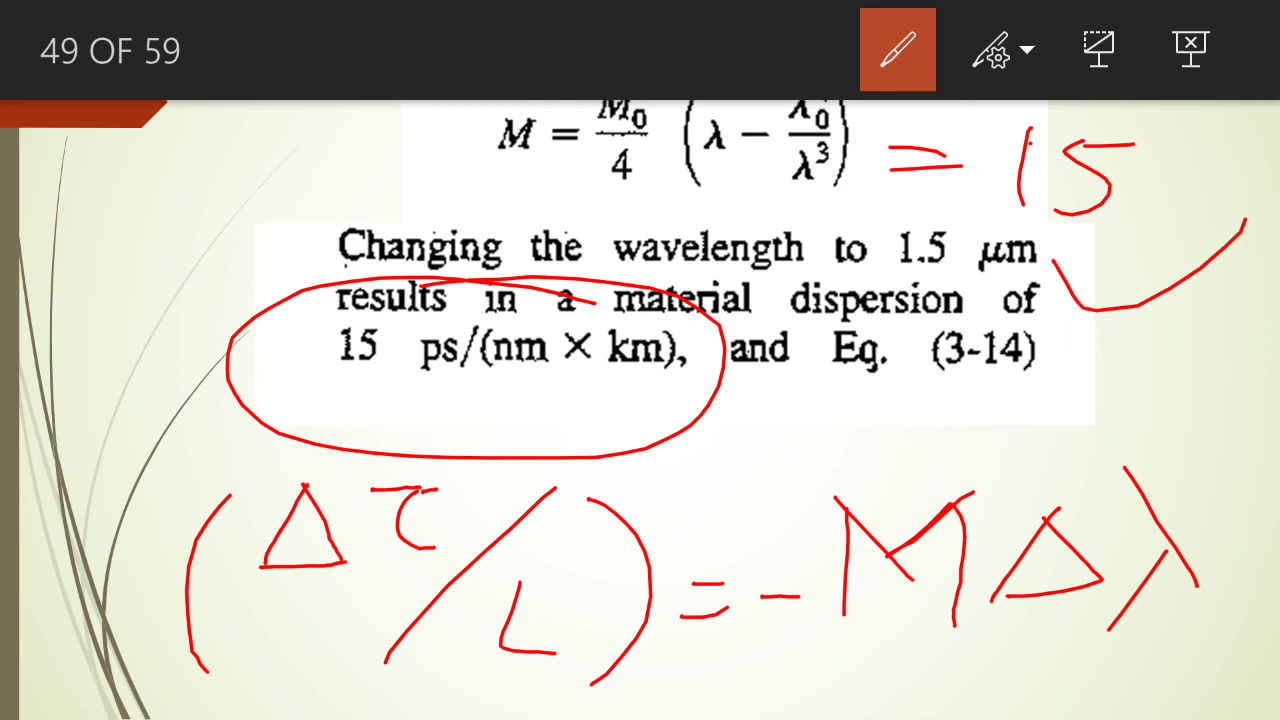 49 OF 59
M = M₀/4 (λ − λ₀/λ³) = 15
Changing the wavelength to 1.5 μm
results in a material dispersion of
15 ps/(nm × km), and Eq. (3-14)
(Δτ/L) = −MΔλ